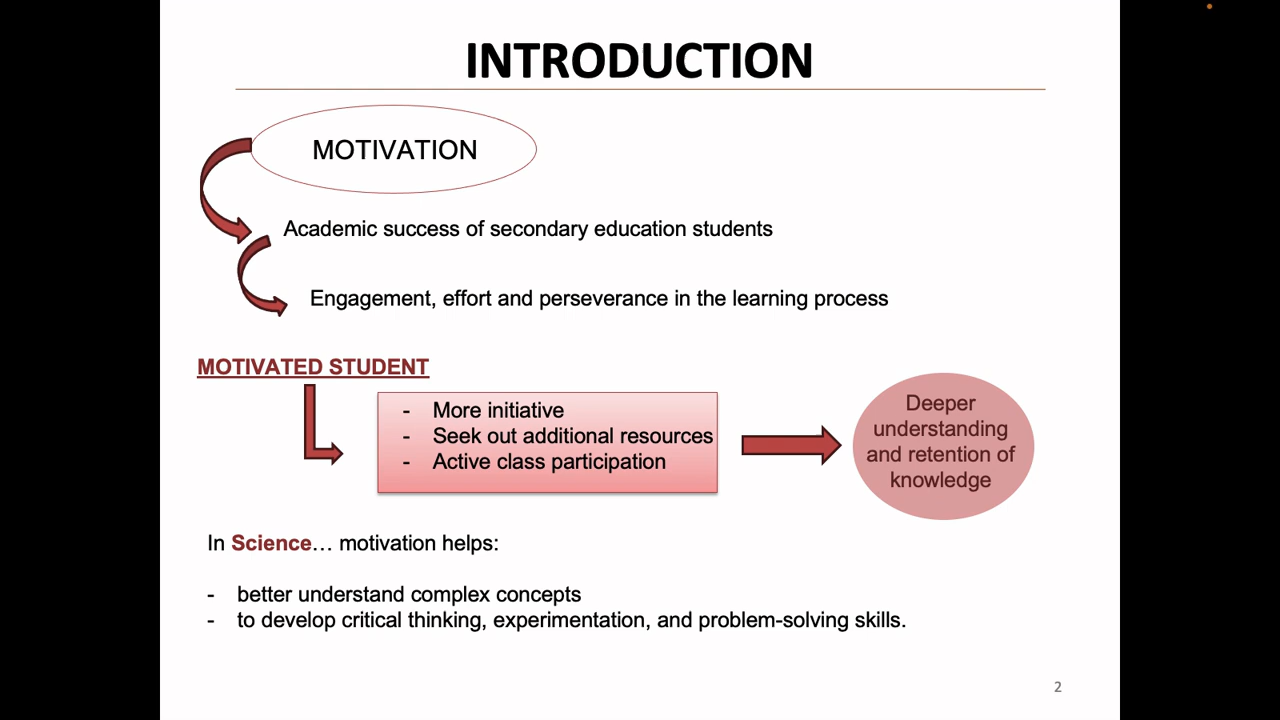 INTRODUCTION
MOTIVATION
Academic success of secondary education students
Engagement, effort and perseverance in the learning process
MOTIVATED STUDENT
- More initiative
- Seek out additional resources
- Active class participation
Deeper
understanding
and retention of
knowledge
In Science… motivation helps:
- better understand complex concepts
- to develop critical thinking, experimentation, and problem-solving skills.
2